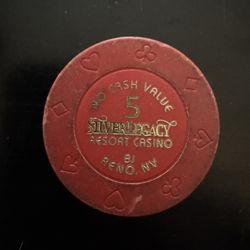 NO CASH VALUE
5
SILVER LEGACY
RESORT CASINO
BJ
RENO, NV